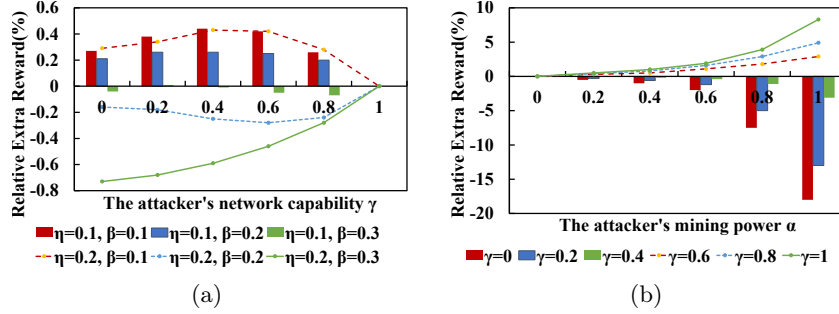 0.6
0.4
0.2
0
-0.2
-0.4
-0.6
-0.8
Relative Extra Reward(%)
0 0.2 0.4 0.6 0.8 1
The attacker's network capability γ
η=0.1, β=0.1 η=0.1, β=0.2 η=0.1, β=0.3
η=0.2, β=0.1 η=0.2, β=0.2 η=0.2, β=0.3
(a)
10
5
0
-5
-10
-15
-20
Relative Extra Reward(%)
0 0.2 0.4 0.6 0.8 1
The attacker's mining power α
γ=0 γ=0.2 γ=0.4 γ=0.6 γ=0.8 γ=1
(b)